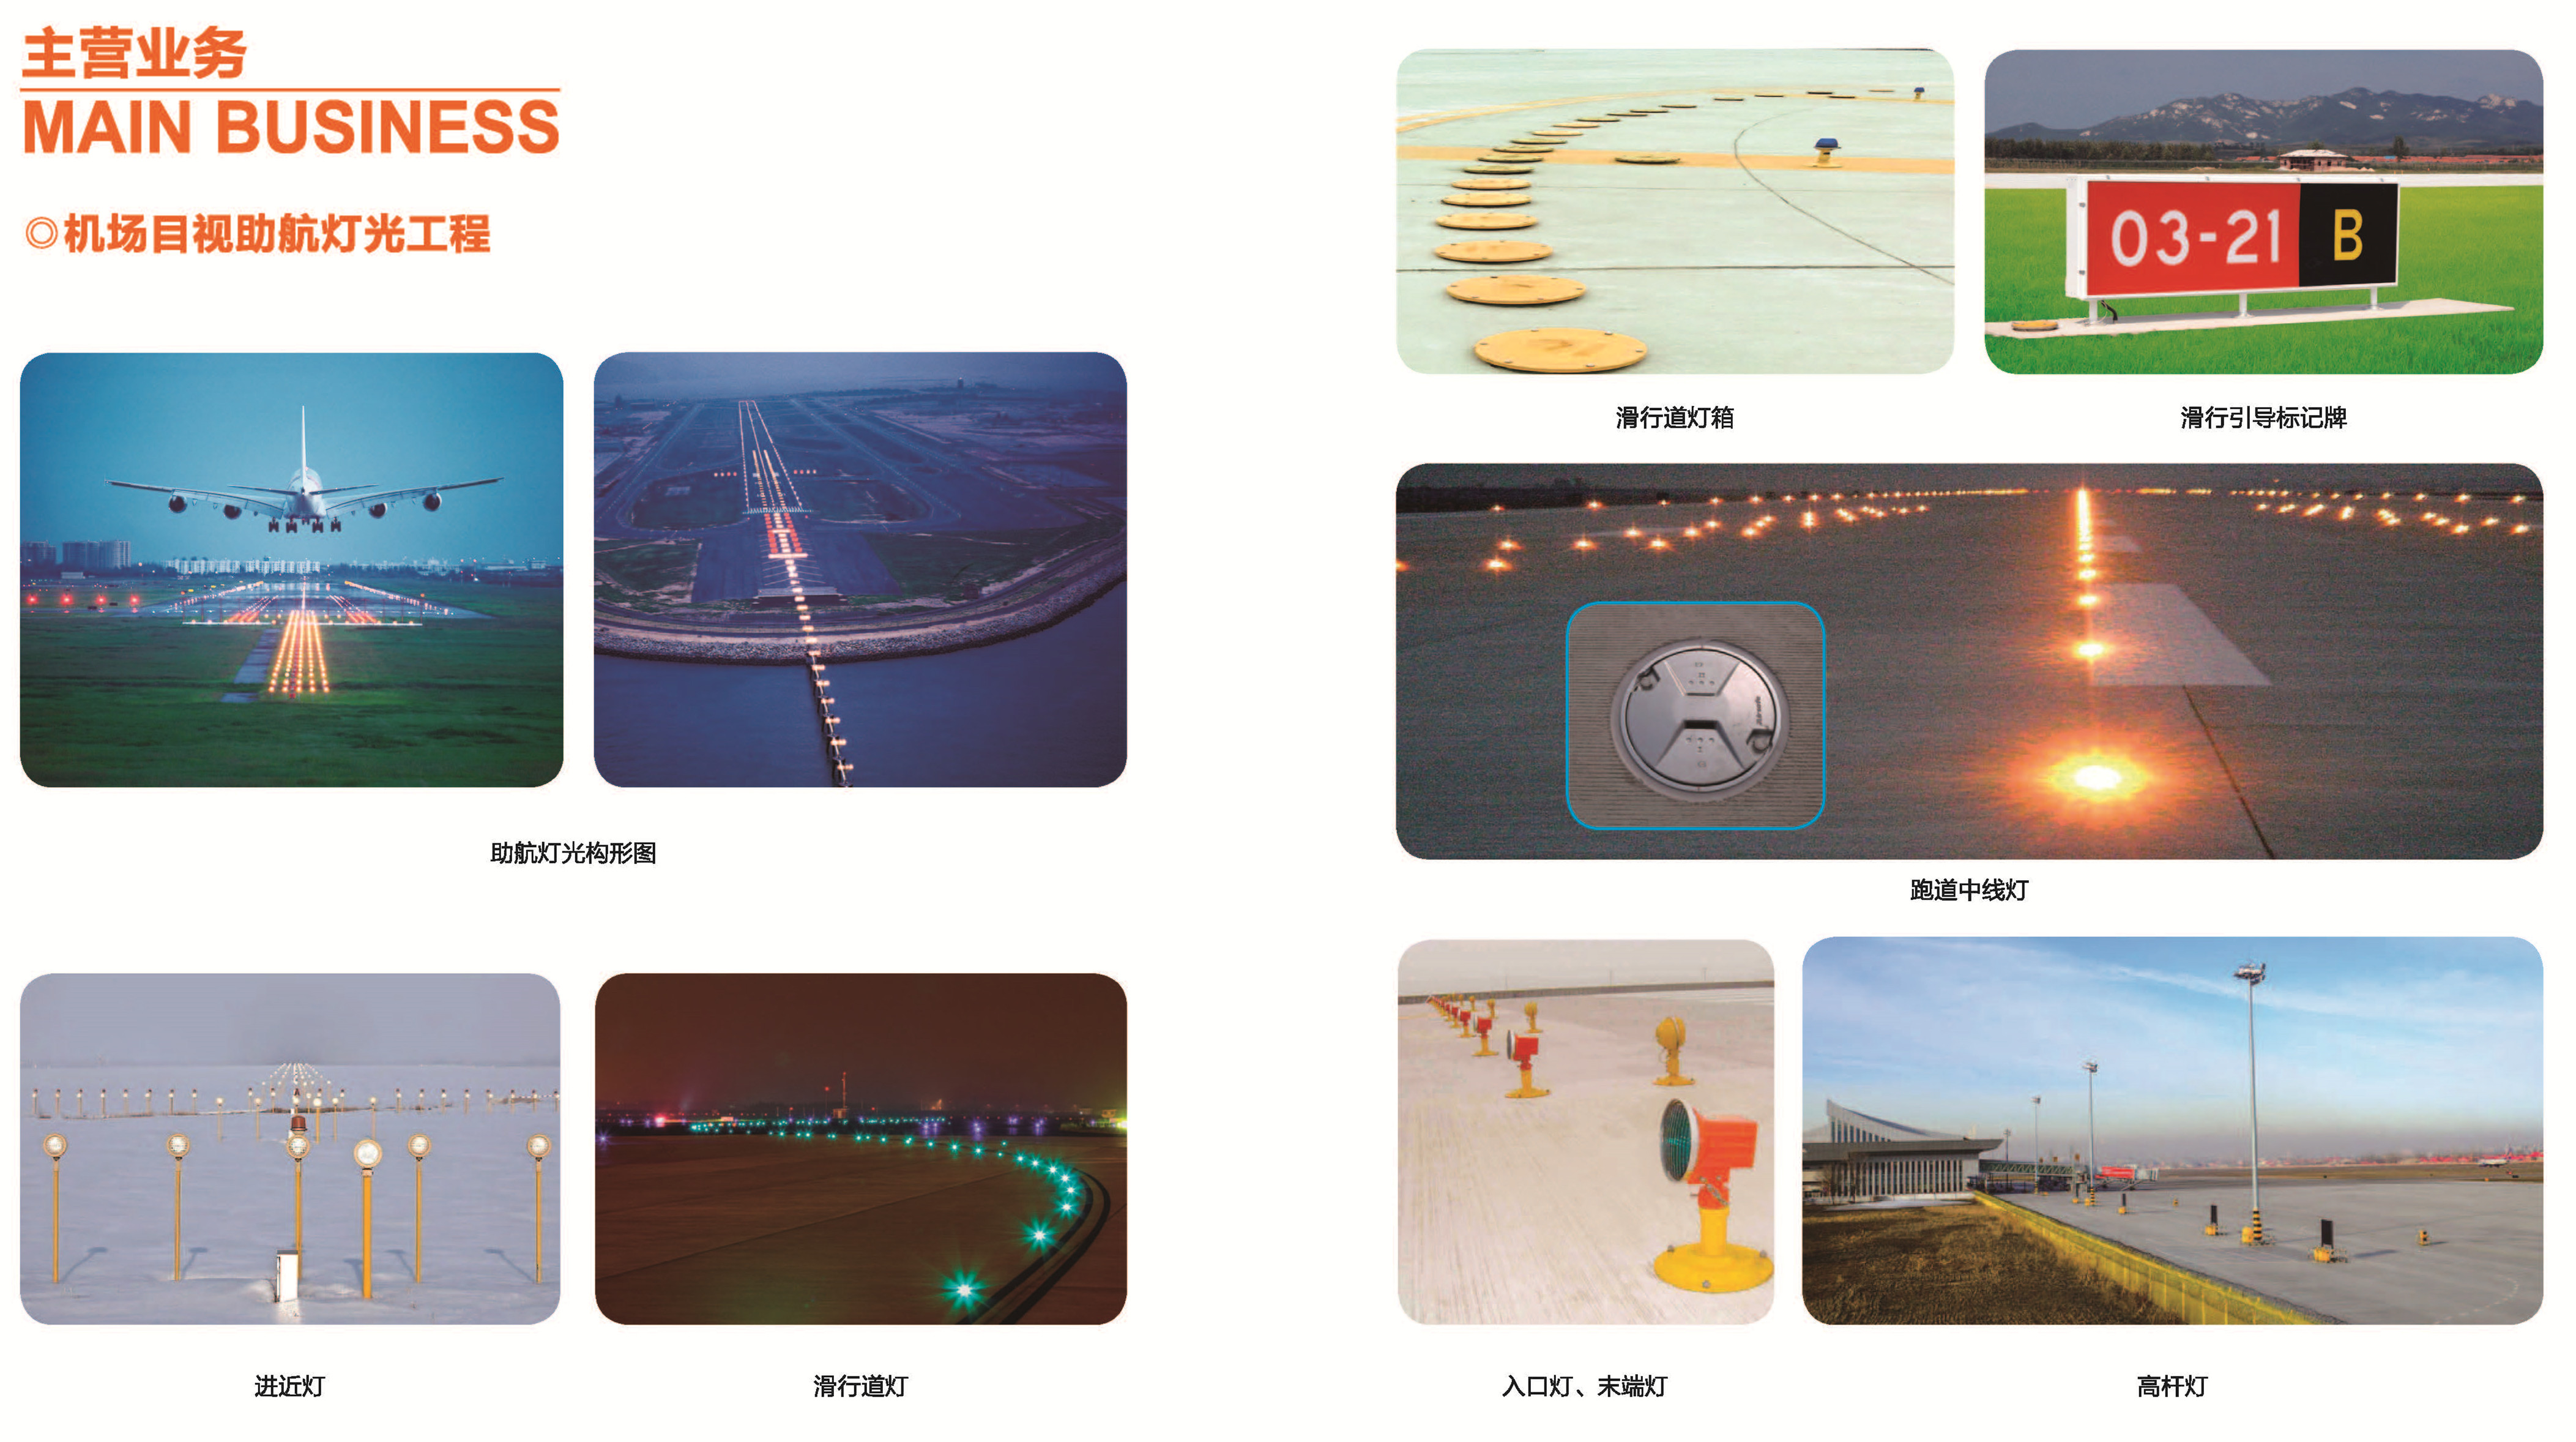 主营业务
MAIN BUSINESS
◎机场目视助航灯光工程
助航灯光构形图
进近灯
滑行道灯
03-21 B
滑行道灯箱
滑行引导标记牌
跑道中线灯
入口灯、末端灯
高杆灯